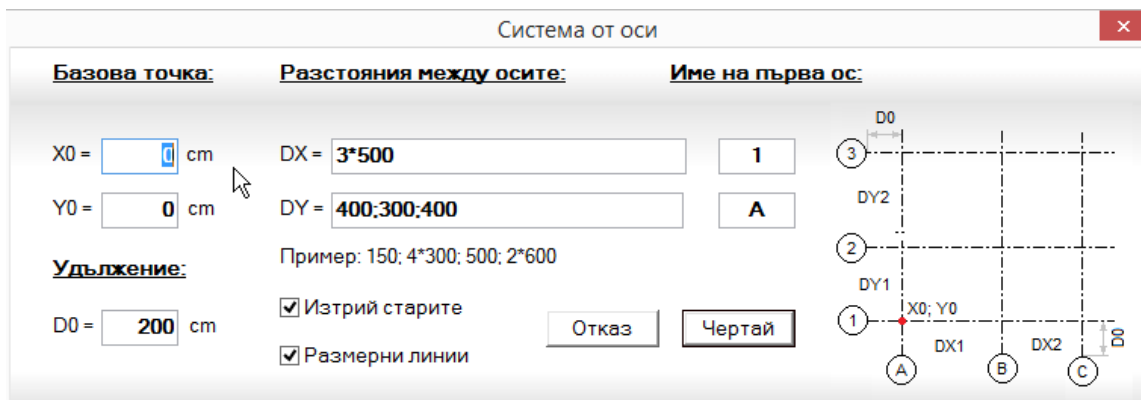 Система от оси
Базова точка: Разстояния между осите: Име на първа ос:
X0 = 0 cm DX = 3*500 1
Y0 = 0 cm DY = 400;300;400 A
Пример: 150; 4*300; 500; 2*600
Удължение:
D0 = 200 cm
Изтрий старите
Размерни линии
Отказ Чертай
D0
3
DY2
2
DY1
X0; Y0
1
DX1 DX2 D0
A B C